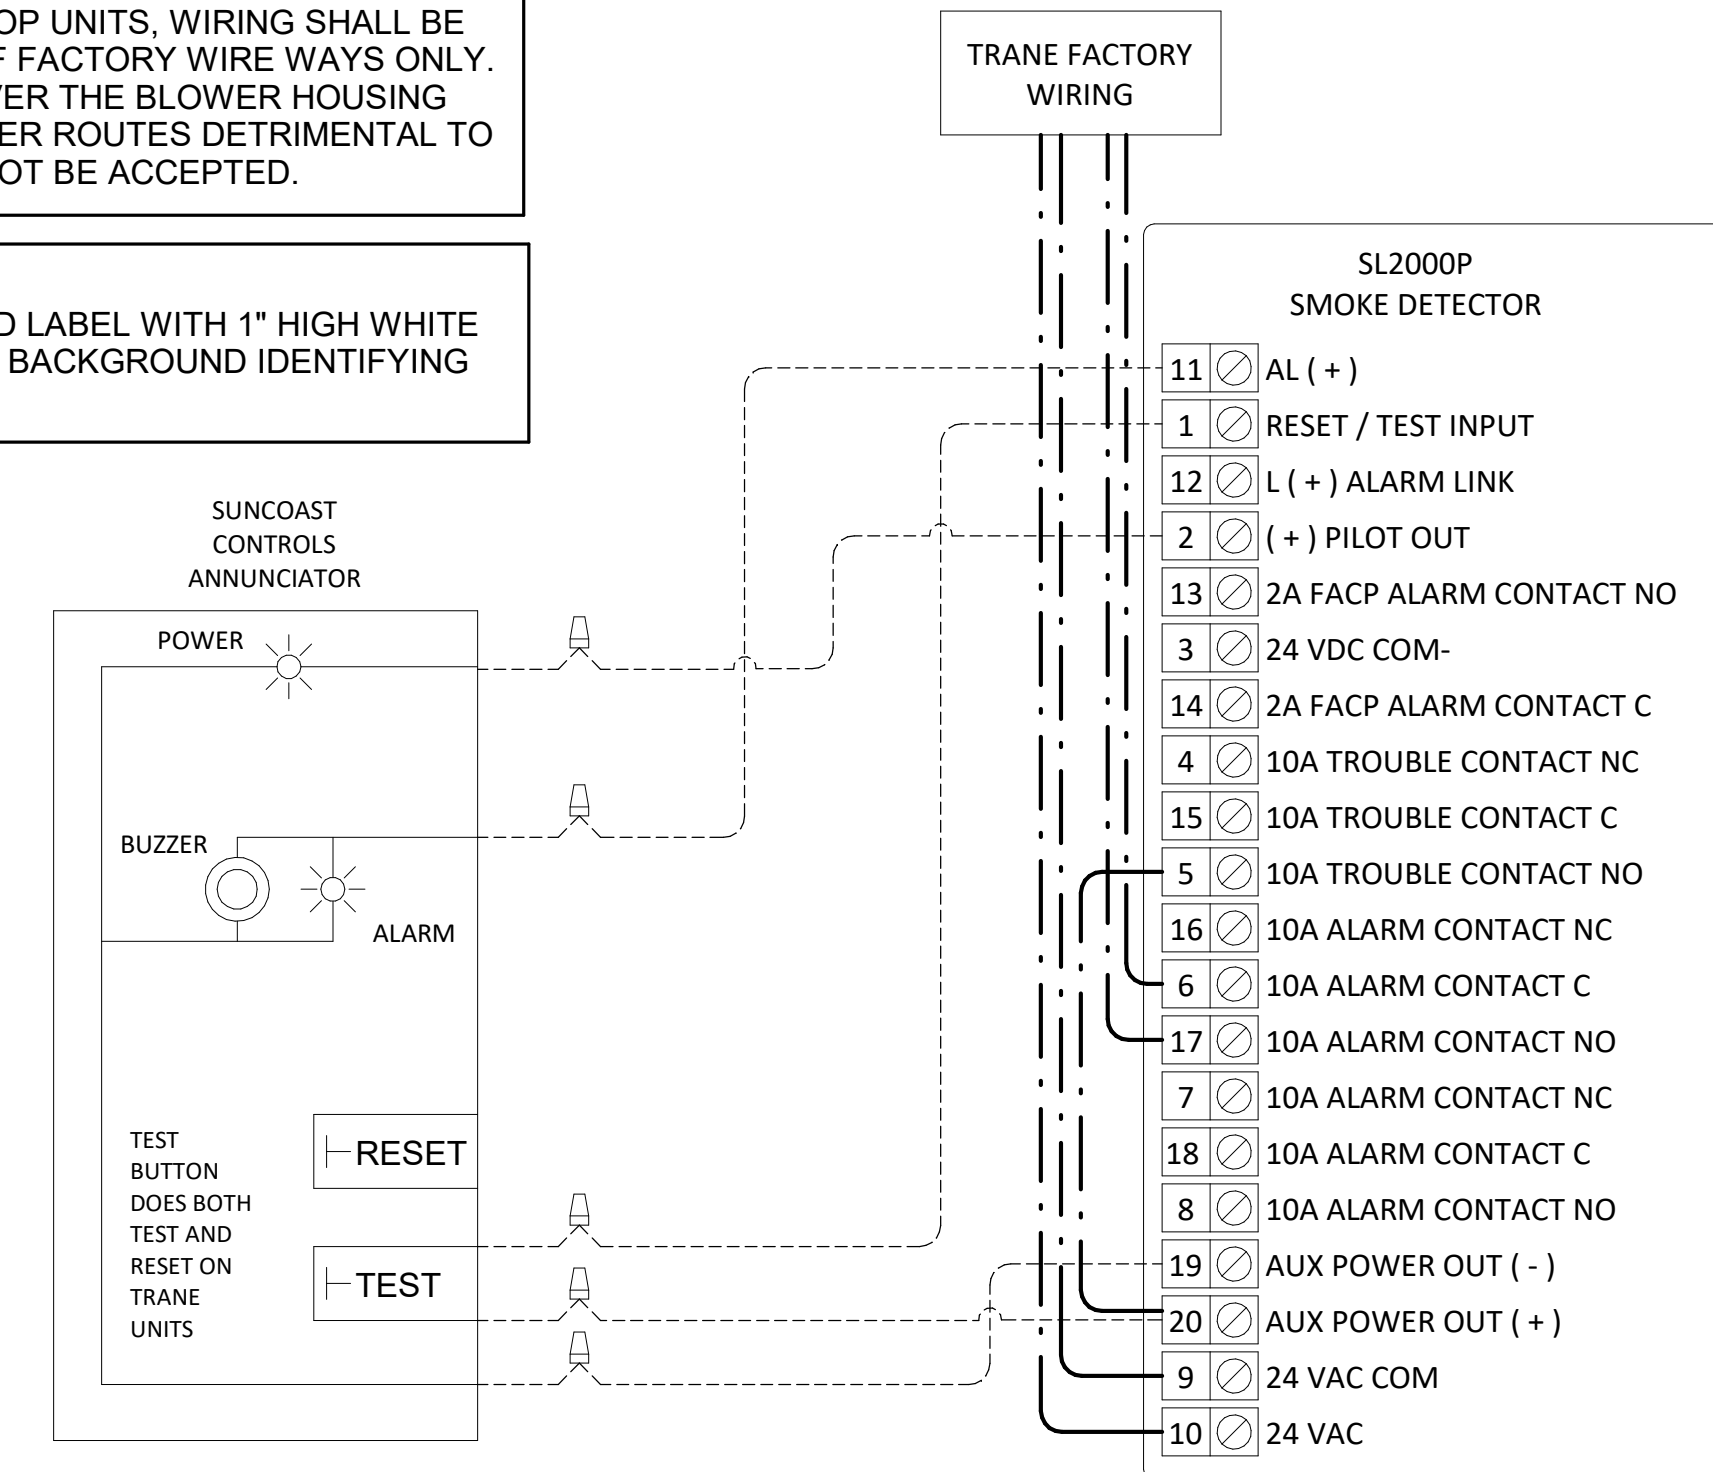 OP UNITS, WIRING SHALL BE
F FACTORY WIRE WAYS ONLY.
VER THE BLOWER HOUSING
ER ROUTES DETRIMENTAL TO
OT BE ACCEPTED.
D LABEL WITH 1" HIGH WHITE
BACKGROUND IDENTIFYING
TRANE FACTORY
WIRING
SUNCOAST
CONTROLS
ANNUNCIATOR
POWER
BUZZER
ALARM
TEST
BUTTON
DOES BOTH
TEST AND
RESET ON
TRANE
UNITS
RESET
TEST
SL2000P
SMOKE DETECTOR
11 AL ( + )
1 RESET / TEST INPUT
12 L ( + ) ALARM LINK
2 ( + ) PILOT OUT
13 2A FACP ALARM CONTACT NO
3 24 VDC COM-
14 2A FACP ALARM CONTACT C
4 10A TROUBLE CONTACT NC
15 10A TROUBLE CONTACT C
5 10A TROUBLE CONTACT NO
16 10A ALARM CONTACT NC
6 10A ALARM CONTACT C
17 10A ALARM CONTACT NO
7 10A ALARM CONTACT NC
18 10A ALARM CONTACT C
8 10A ALARM CONTACT NO
19 AUX POWER OUT ( - )
20 AUX POWER OUT ( + )
9 24 VAC COM
10 24 VAC